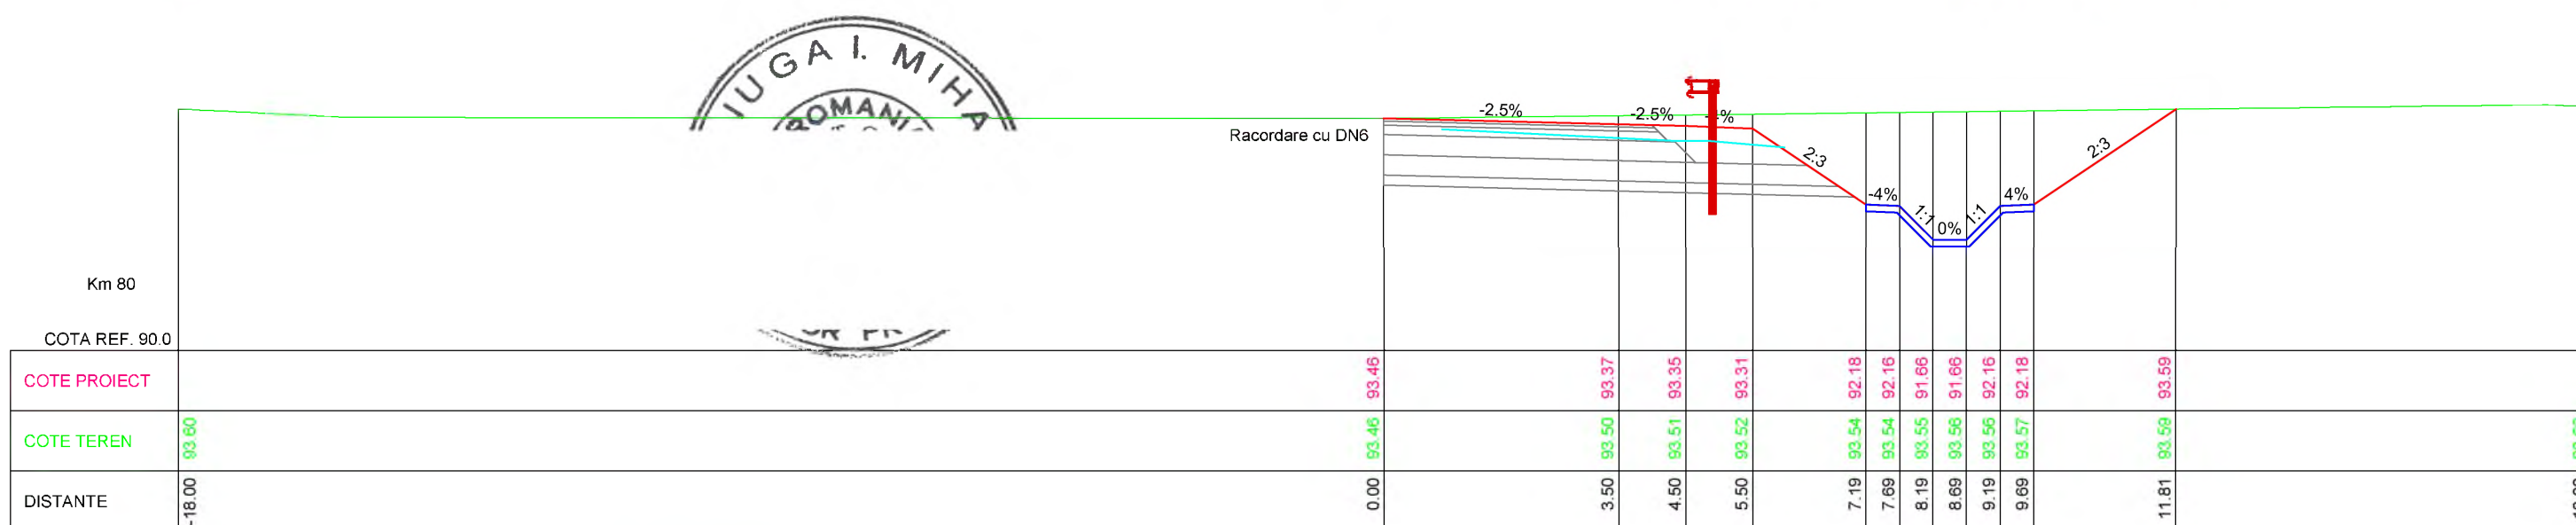 IUGA I. MIHA
ROMANI
-2.5%
-2.5%
2:3
2:3
Racordare cu DN6
-4%
4%
1:1
0%
1:1
Km 80
COTA REF. 90.0
COTE PROIECT 93.46 93.37 93.35 93.31 92.18 92.16 91.66 91.66 92.16 92.18 93.59
COTE TEREN 93.60 93.46 93.50 93.51 93.52 93.54 93.54 93.55 93.56 93.56 93.57 93.59
DISTANTE -18.00 0.00 3.50 4.50 5.50 7.19 7.69 8.19 8.69 9.19 9.69 11.81